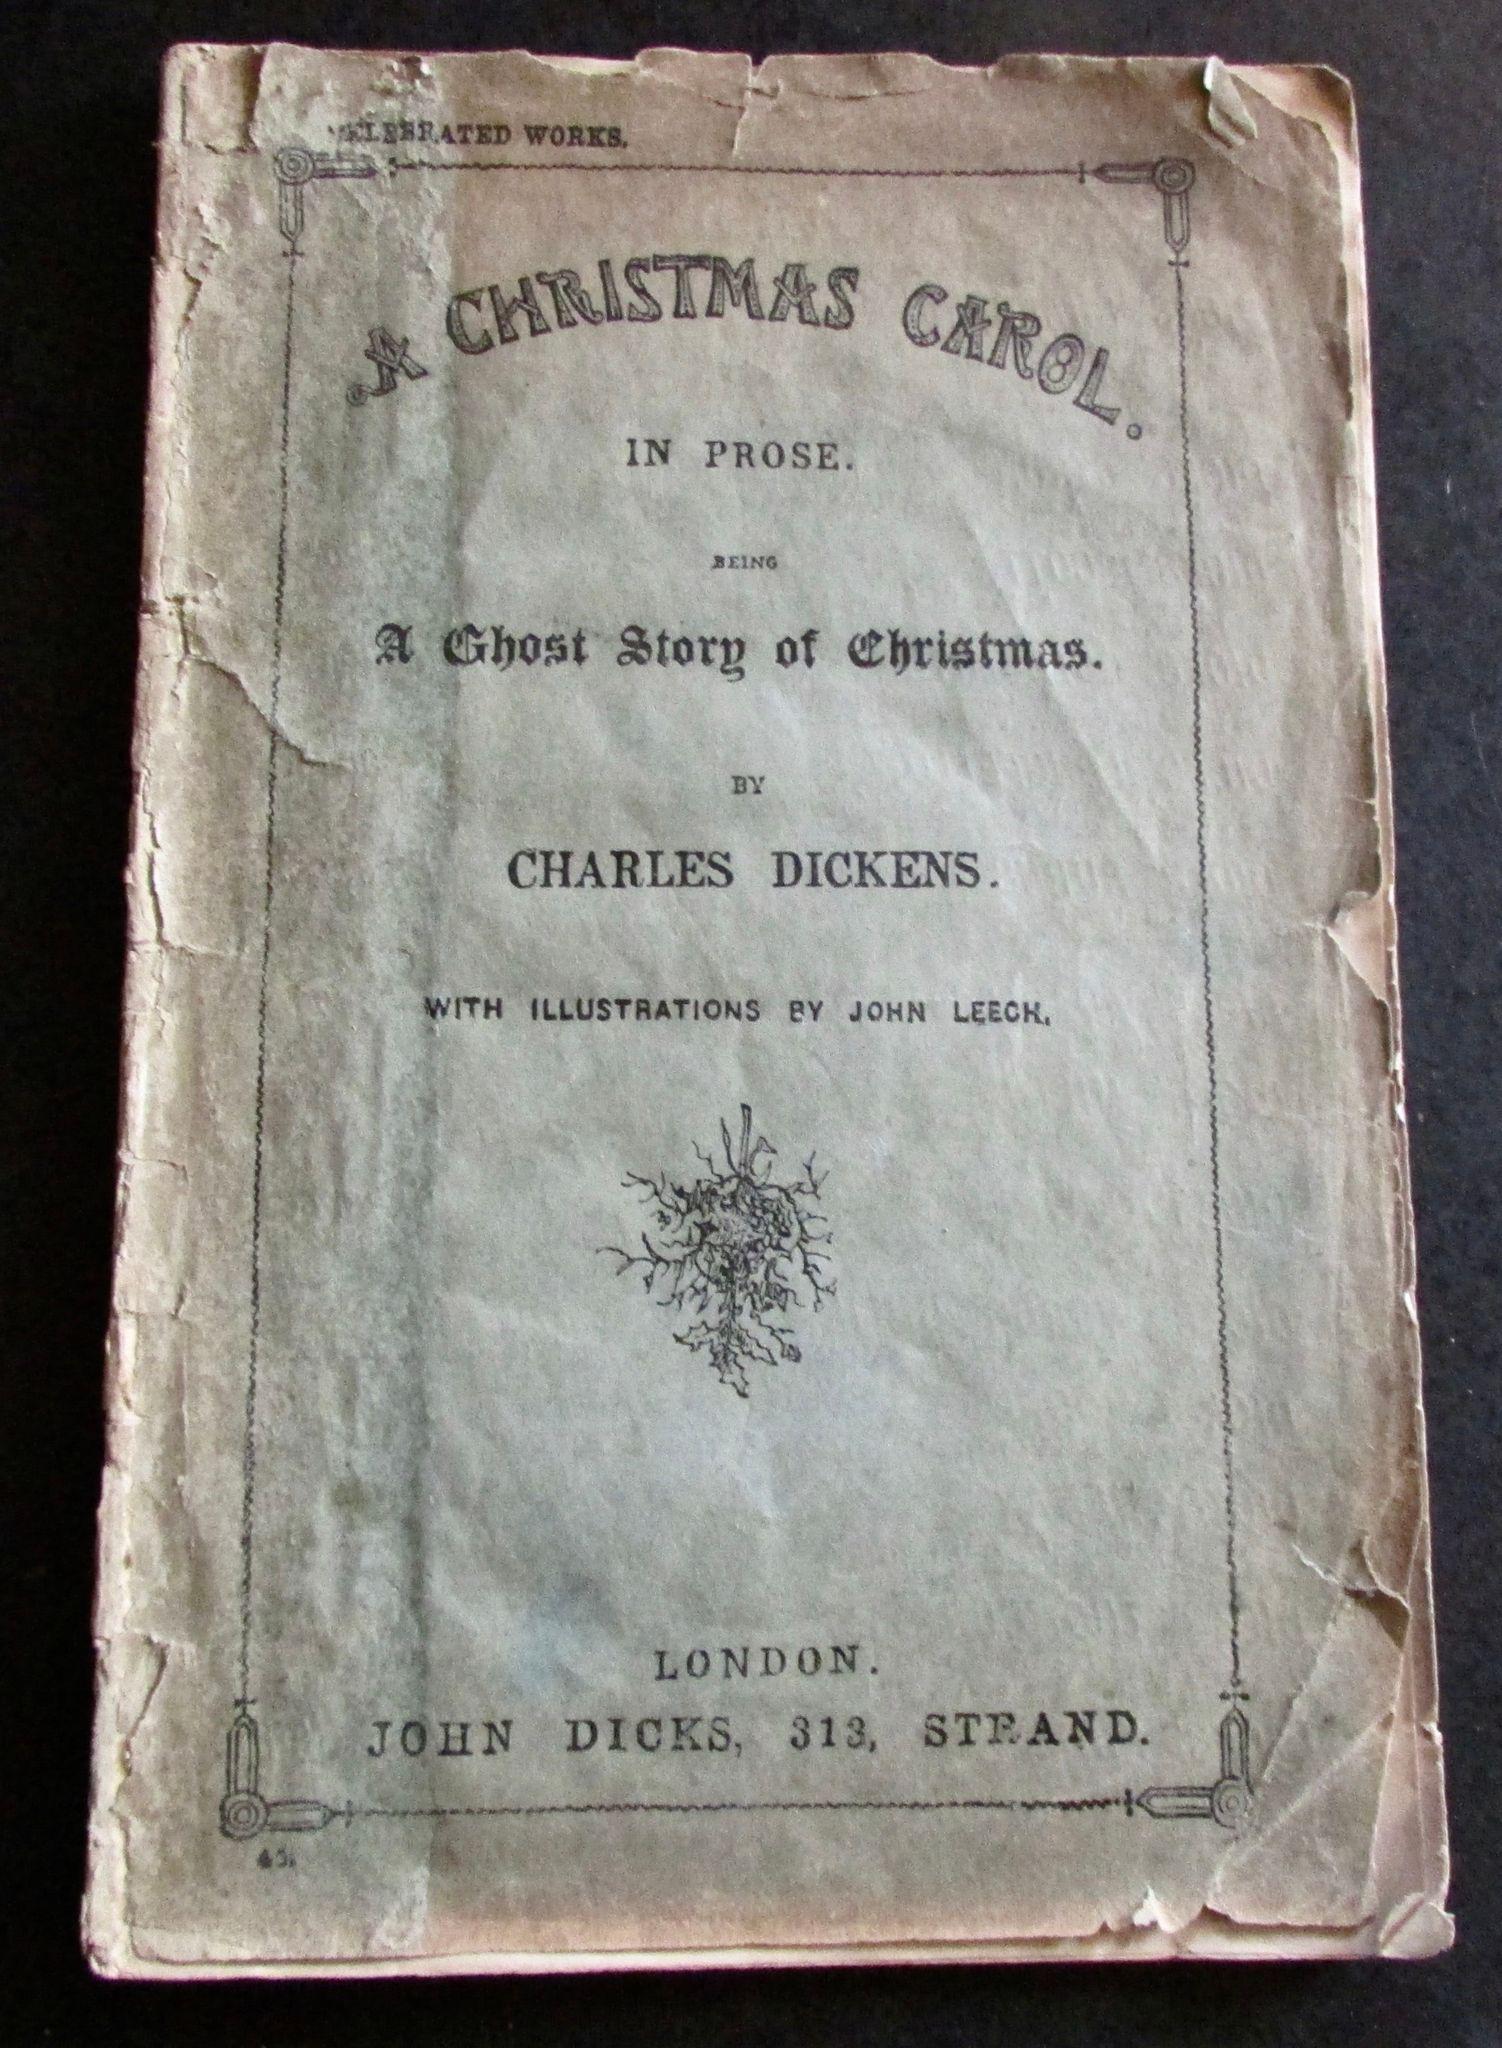 CELEBRATED WORKS.
A CHRISTMAS CAROL.
IN PROSE.
BEING
A Ghost Story of Christmas.
BY
CHARLES DICKENS.
WITH ILLUSTRATIONS BY JOHN LEECH.
LONDON.
JOHN DICKS, 313, STRAND.